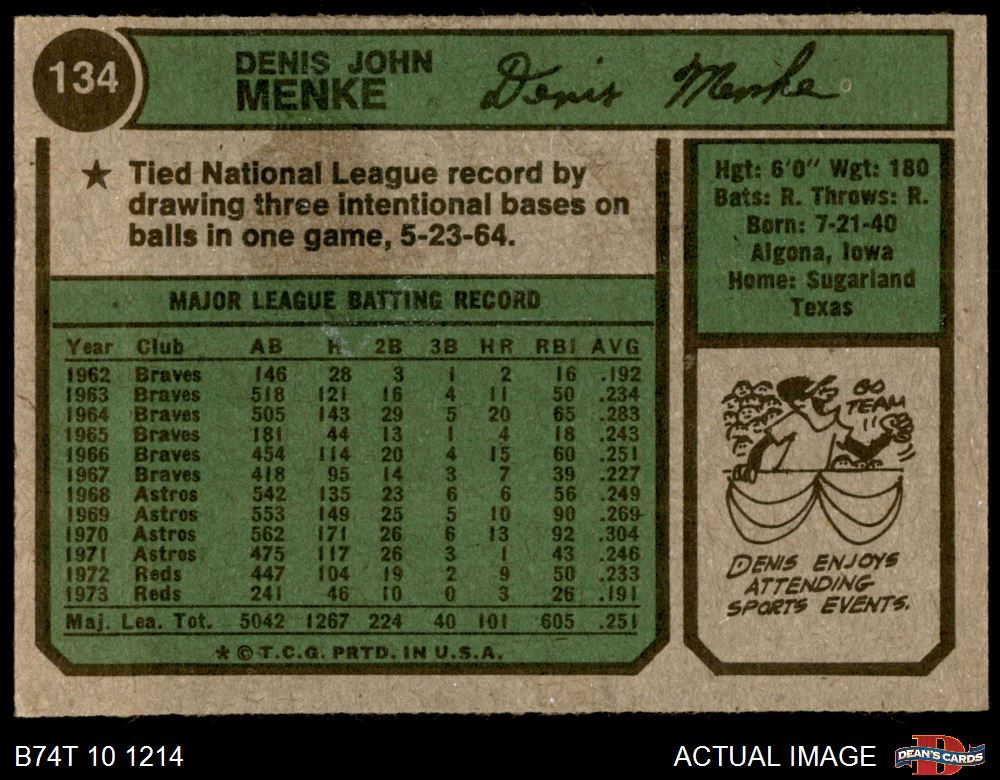 134
DENIS JOHN
MENKE
Denis Menke
★ Tied National League record by
drawing three intentional bases on
balls in one game, 5-23-64.
Hgt: 6'0" Wgt: 180
Bats: R. Throws: R.
Born: 7-21-40
Algona, Iowa
Home: Sugarland
Texas
MAJOR LEAGUE BATTING RECORD
Year Club AB H 2B 3B HR RBI AVG
1962 Braves 146 28 3 1 2 16 .192
1963 Braves 518 121 16 4 11 50 .234
1964 Braves 505 143 29 5 20 65 .283
1965 Braves 181 44 13 1 4 18 .243
1966 Braves 454 114 20 4 15 60 .251
1967 Braves 418 95 14 3 7 39 .227
1968 Astros 542 135 23 6 6 56 .249
1969 Astros 553 149 25 5 10 90 .269
1970 Astros 562 171 26 6 13 92 .304
1971 Astros 475 117 26 3 1 43 .246
1972 Reds 447 104 19 2 9 50 .233
1973 Reds 241 46 10 0 3 26 .191
Maj. Lea. Tot. 5042 1267 224 40 101 605 .251
★ © T.C.G. PRTD. IN U.S.A.
GO
TEAM
!!
DENIS ENJOYS
ATTENDING
SPORTS EVENTS.
B74T 10 1214
ACTUAL IMAGE
D
DEAN'S CARDS